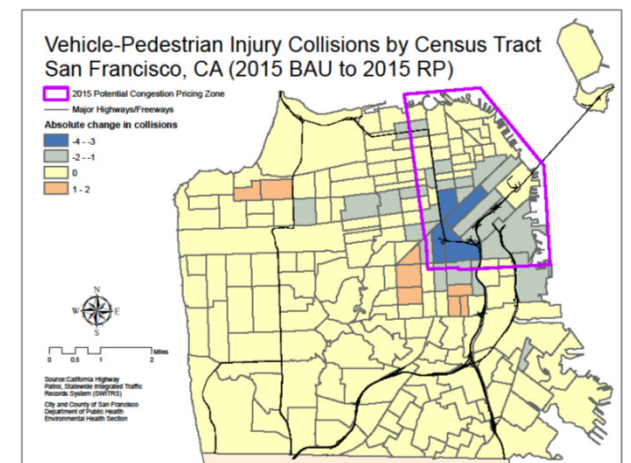 Vehicle-Pedestrian Injury Collisions by Census Tract
San Francisco, CA (2015 BAU to 2015 RP)
2015 Potential Congestion Pricing Zone
Major Highways/Freeways
Absolute change in collisions
-4 - -3
-2 - -1
0
1 - 2
N
W E
S
0 0.5 1 2 Miles
Source:California Highway
Patrol, Statewide Integrated Traffic
Records System (SWITRS)
City and County of San Francisco
Department of Public Health
Environmental Health Section